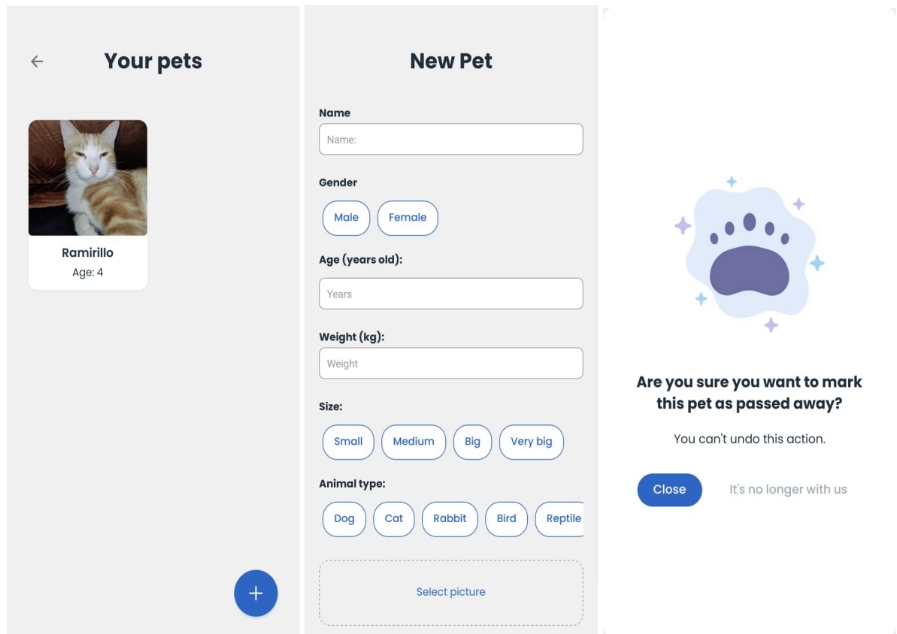 Your pets
Ramirillo
Age: 4
+
New Pet
Name
Name:
Gender
Male Female
Age (years old):
Years
Weight (kg):
Weight
Size:
Small Medium Big Very big
Animal type:
Dog Cat Rabbit Bird Reptile
Select picture
Are you sure you want to mark
this pet as passed away?
You can't undo this action.
Close It's no longer with us